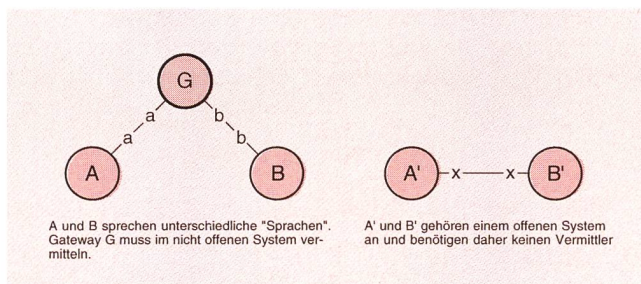 G
a b
a b
A B
A' x x B'
A und B sprechen unterschiedliche "Sprachen".
Gateway G muss im nicht offenen System ver-
mitteln.
A' und B' gehören einem offenen System
an und benötigen daher keinen Vermittler